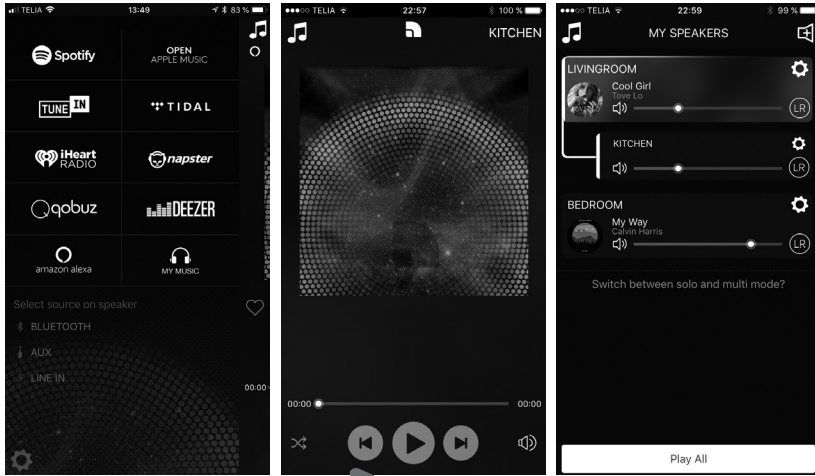 TELIA 13:49 83 %
Spotify
OPEN
APPLE MUSIC
TUNE IN
TIDAL
iHeart
RADIO
napster
qobuz
DEEZER
amazon alexa
MY MUSIC
Select source on speaker
BLUETOOTH
AUX
LINE IN
00:00
TELIA 22:57 100 %
KITCHEN
00:00 00:00
TELIA 22:59 99 %
MY SPEAKERS
LIVINGROOM
Cool Girl
Tove Lo
LR
KITCHEN
LR
BEDROOM
My Way
Calvin Harris
LR
Switch between solo and multi mode?
Play All